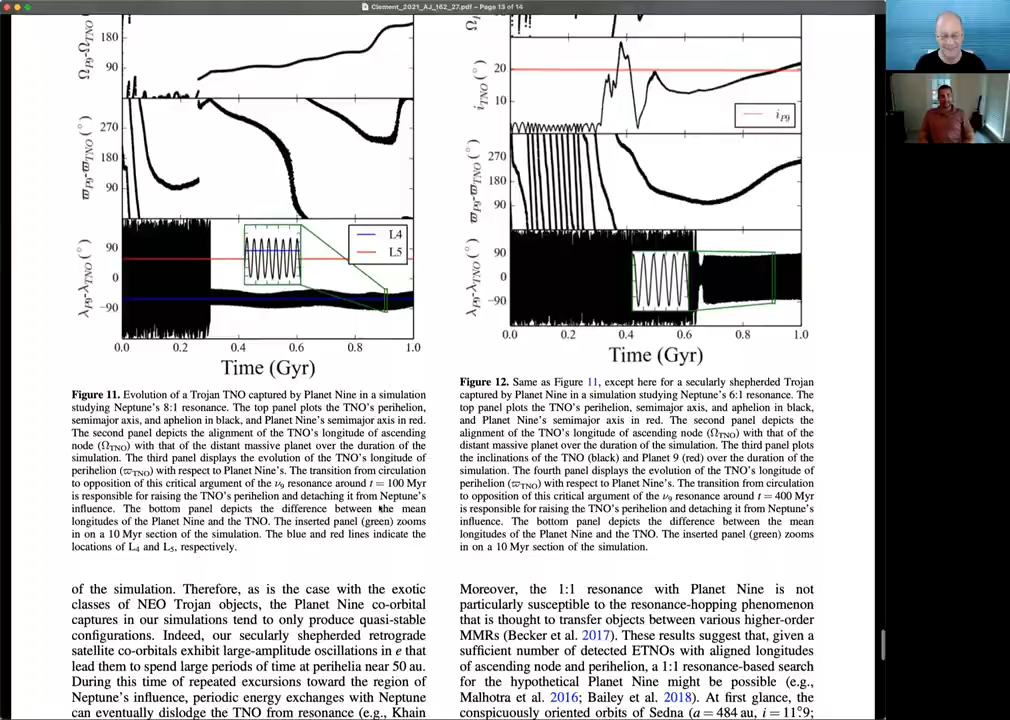 Clement_2021_AJ_162_27.pdf – Page 13 of 14
Ω_P9-Ω_TNO (°)
180
90
ϖ_P9-ϖ_TNO (°)
270
180
90
λ_P9-λ_TNO (°)
90
0
−90
L4
L5
0.0 0.2 0.4 0.6 0.8 1.0
Time (Gyr)
Figure 11. Evolution of a Trojan TNO captured by Planet Nine in a simulation
studying Neptune's 8:1 resonance. The top panel plots the TNO's perihelion,
semimajor axis, and aphelion in black, and Planet Nine's semimajor axis in red.
The second panel depicts the alignment of the TNO's longitude of ascending
node (Ω_TNO) with that of the distant massive planet over the duration of the
simulation. The third panel displays the evolution of the TNO's longitude of
perihelion (ϖ_TNO) with respect to Planet Nine's. The transition from circulation
to opposition of this critical argument of the ν₉ resonance around t = 100 Myr
is responsible for raising the TNO's perihelion and detaching it from Neptune's
influence. The bottom panel depicts the difference between the mean
longitudes of the Planet Nine and the TNO. The inserted panel (green) zooms
in on a 10 Myr section of the simulation. The blue and red lines indicate the
locations of L₄ and L₅, respectively.
of the simulation. Therefore, as is the case with the exotic
classes of NEO Trojan objects, the Planet Nine co-orbital
captures in our simulations tend to only produce quasi-stable
configurations. Indeed, our secularly shepherded retrograde
satellite co-orbitals exhibit large-amplitude oscillations in e that
lead them to spend large periods of time at perihelia near 50 au.
During this time of repeated excursions toward the region of
Neptune's influence, periodic energy exchanges with Neptune
can eventually dislodge the TNO from resonance (e.g., Khain
90
i_TNO (°)
20
10
i_P9
ϖ_P9-ϖ_TNO (°)
270
180
90
λ_P9-λ_TNO (°)
90
0
−90
0.0 0.2 0.4 0.6 0.8 1.0
Time (Gyr)
Figure 12. Same as Figure 11, except here for a secularly shepherded Trojan
captured by Planet Nine in a simulation studying Neptune's 6:1 resonance. The
top panel plots the TNO's perihelion, semimajor axis, and aphelion in black,
and Planet Nine's semimajor axis in red. The second panel depicts the
alignment of the TNO's longitude of ascending node (Ω_TNO) with that of the
distant massive planet over the duration of the simulation. The third panel plots
the inclinations of the TNO (black) and Planet 9 (red) over the duration of the
simulation. The fourth panel displays the evolution of the TNO's longitude of
perihelion (ϖ_TNO) with respect to Planet Nine's. The transition from circulation
to opposition of this critical argument of the ν₉ resonance around t = 400 Myr
is responsible for raising the TNO's perihelion and detaching it from Neptune's
influence. The bottom panel depicts the difference between the mean
longitudes of the Planet Nine and the TNO. The inserted panel (green) zooms
in on a 10 Myr section of the simulation.
Moreover, the 1:1 resonance with Planet Nine is not
particularly susceptible to the resonance-hopping phenomenon
that is thought to transfer objects between various higher-order
MMRs (Becker et al. 2017). These results suggest that, given a
sufficient number of detected ETNOs with aligned longitudes
of ascending node and perihelion, a 1:1 resonance-based search
for the hypothetical Planet Nine might be possible (e.g.,
Malhotra et al. 2016; Bailey et al. 2018). At first glance, the
conspicuously oriented orbits of Sedna (a = 484 au, i = 11°.9;